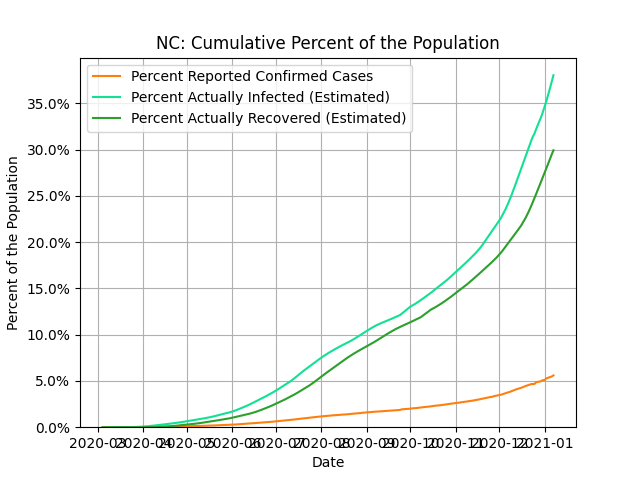 NC: Cumulative Percent of the Population
Percent Reported Confirmed Cases
Percent Actually Infected (Estimated)
Percent Actually Recovered (Estimated)
Percent of the Population
35.0%
30.0%
25.0%
20.0%
15.0%
10.0%
5.0%
0.0%
2020-03 2020-04 2020-05 2020-06 2020-07 2020-08 2020-09 2020-10 2020-11 2020-12 2021-01
Date